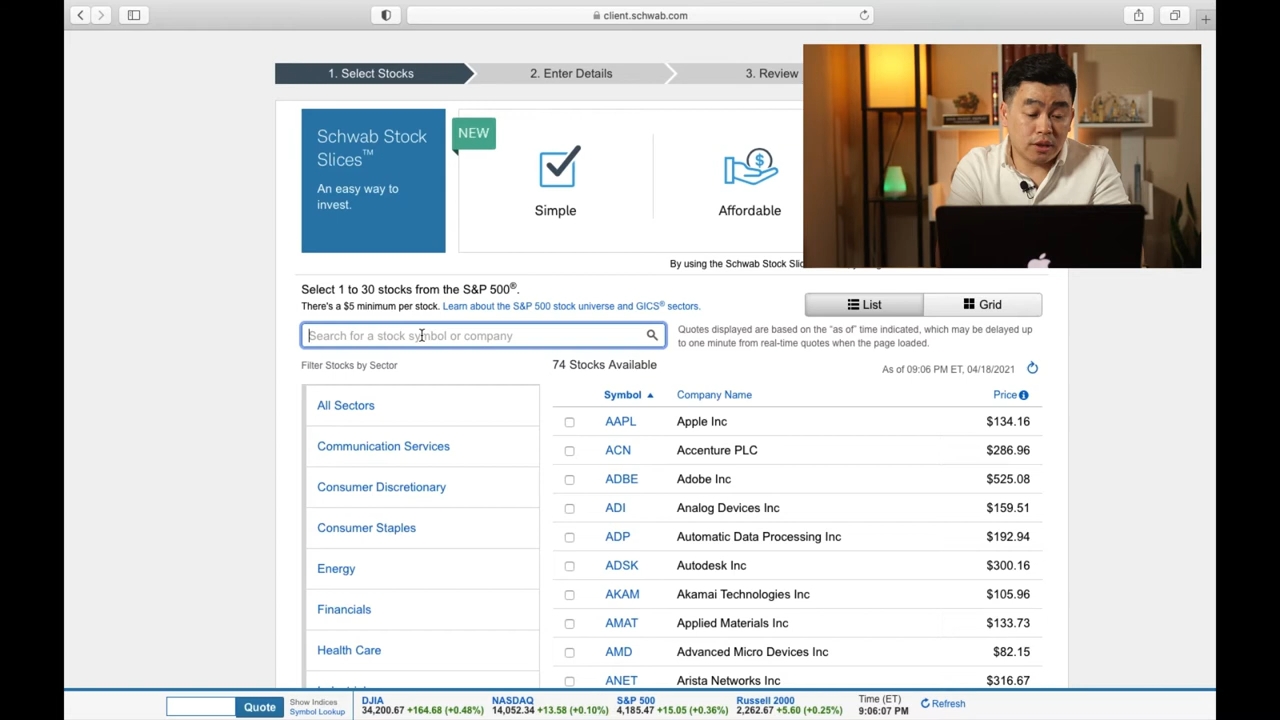 client.schwab.com
1. Select Stocks
2. Enter Details
3. Review
Schwab Stock
Slices™
An easy way to
invest.
NEW
Simple
Affordable
By using the Schwab Stock
Select 1 to 30 stocks from the S&P 500®.
There's a $5 minimum per stock. Learn about the S&P 500 stock universe and GICS® sectors.
List
Grid
Search for a stock symbol or company
Quotes displayed are based on the "as of" time indicated, which may be delayed up
to one minute from real-time quotes when the page loaded.
Filter Stocks by Sector
74 Stocks Available
As of 09:06 PM ET, 04/18/2021
All Sectors
Communication Services
Consumer Discretionary
Consumer Staples
Energy
Financials
Health Care
Symbol Company Name Price
AAPL Apple Inc $134.16
ACN Accenture PLC $286.96
ADBE Adobe Inc $525.08
ADI Analog Devices Inc $159.51
ADP Automatic Data Processing Inc $192.94
ADSK Autodesk Inc $300.16
AKAM Akamai Technologies Inc $105.96
AMAT Applied Materials Inc $133.73
AMD Advanced Micro Devices Inc $82.15
ANET Arista Networks Inc $316.67
Quote
Show Indices
Symbol Lookup
DJIA
34,200.67 +164.68 (+0.48%)
NASDAQ
14,052.34 +13.58 (+0.10%)
S&P 500
4,185.47 +15.05 (+0.36%)
Russell 2000
2,262.67 +5.60 (+0.25%)
Time (ET)
9:06:07 PM
Refresh